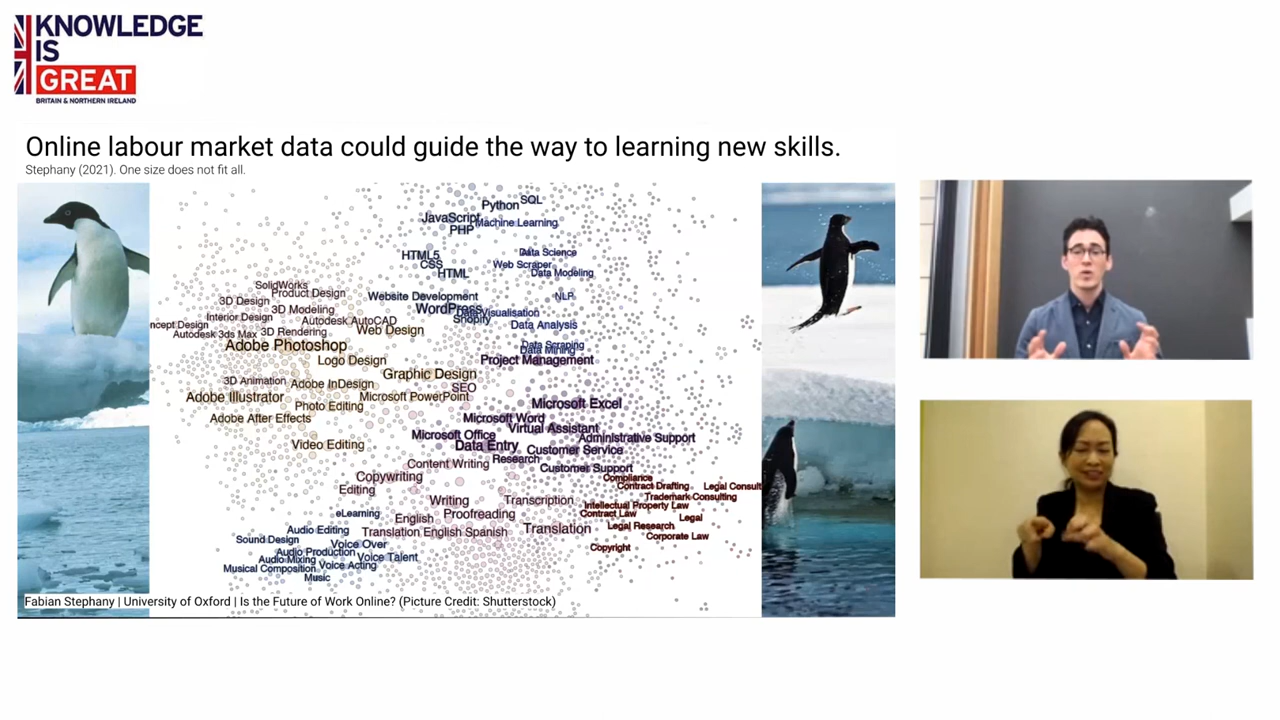 KNOWLEDGE
IS
GREAT
BRITAIN & NORTHERN IRELAND
Online labour market data could guide the way to learning new skills.
Stephany (2021). One size does not fit all.
SQL
Python
JavaScript
Machine Learning
PHP
Data Science
HTML5
CSS
Web Scraper
HTML
Data Modeling
SolidWorks
Product Design
Website Development
NLP
3D Design
3D Modeling
WordPress
Data Visualisation
Interior Design
Autodesk AutoCAD
Shopify
ncept Design
Data Analysis
Autodesk 3ds Max
3D Rendering
Web Design
Adobe Photoshop
Data Scraping
Data Mining
Logo Design
Project Management
Graphic Design
3D Animation
Adobe InDesign
SEO
Adobe Illustrator
Microsoft PowerPoint
Photo Editing
Microsoft Excel
Adobe After Effects
Microsoft Word
Virtual Assistant
Microsoft Office
Administrative Support
Video Editing
Data Entry
Customer Service
Research
Content Writing
Customer Support
Copywriting
Compliance
Contract Drafting
Legal Consult
Editing
Trademark Consulting
Writing
Transcription
Intellectual Property Law
eLearning
Proofreading
Contract Law
English
Legal
Audio Editing
Translation English Spanish
Translation
Legal Research
Sound Design
Voice Over
Corporate Law
Audio Production
Copyright
Audio Mixing
Voice Talent
Musical Composition
Voice Acting
Music
Fabian Stephany | University of Oxford | Is the Future of Work Online? (Picture Credit: Shutterstock)